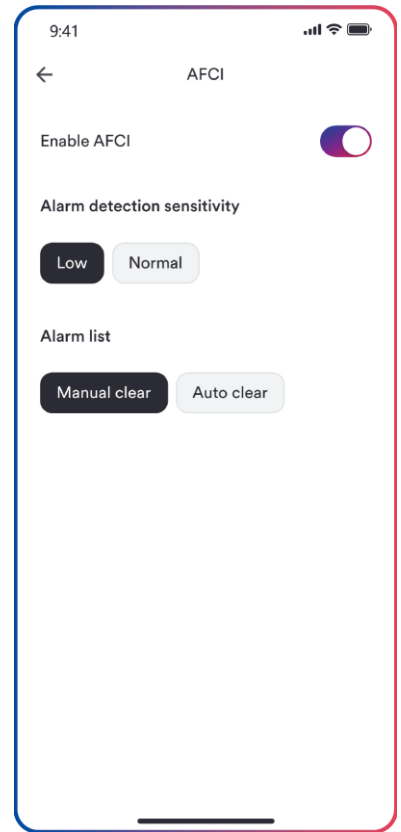 9:41
AFCI
Enable AFCI
Alarm detection sensitivity
Low Normal
Alarm list
Manual clear Auto clear